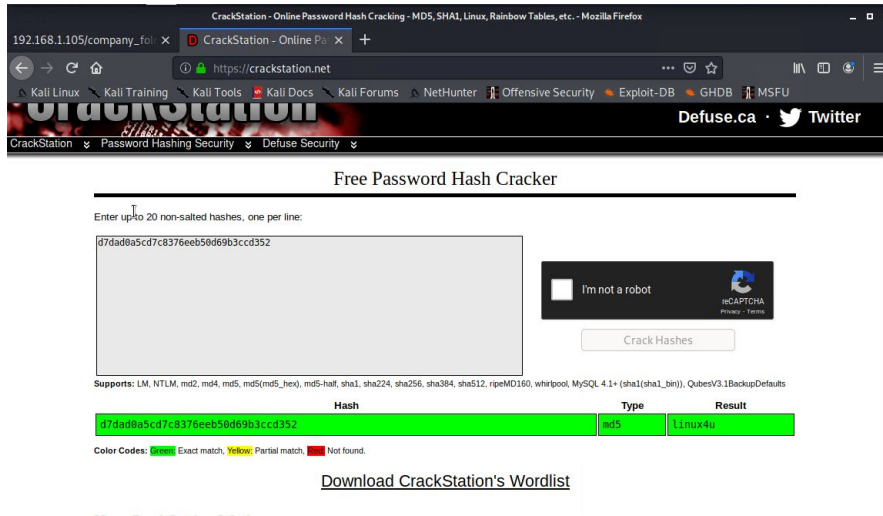 CrackStation - Online Password Hash Cracking - MD5, SHA1, Linux, Rainbow Tables, etc. - Mozilla Firefox
192.168.1.105/company_fol
CrackStation - Online Pa
https://crackstation.net
Kali Linux Kali Training Kali Tools Kali Docs Kali Forums NetHunter Offensive Security Exploit-DB GHDB MSFU
CrackStation
Defuse.ca · Twitter
CrackStation Password Hashing Security Defuse Security
Free Password Hash Cracker
Enter up to 20 non-salted hashes, one per line:
d7dad0a5cd7c8376eeb50d69b3ccd352
I'm not a robot
reCAPTCHA
Privacy - Terms
Crack Hashes
Supports: LM, NTLM, md2, md4, md5, md5(md5_hex), md5-half, sha1, sha224, sha256, sha384, sha512, ripeMD160, whirlpool, MySQL 4.1+ (sha1(sha1_bin)), QubesV3.1BackupDefaults
Hash Type Result
d7dad0a5cd7c8376eeb50d69b3ccd352 md5 linux4u
Color Codes: Green: Exact match, Yellow: Partial match, Red: Not found.
Download CrackStation's Wordlist